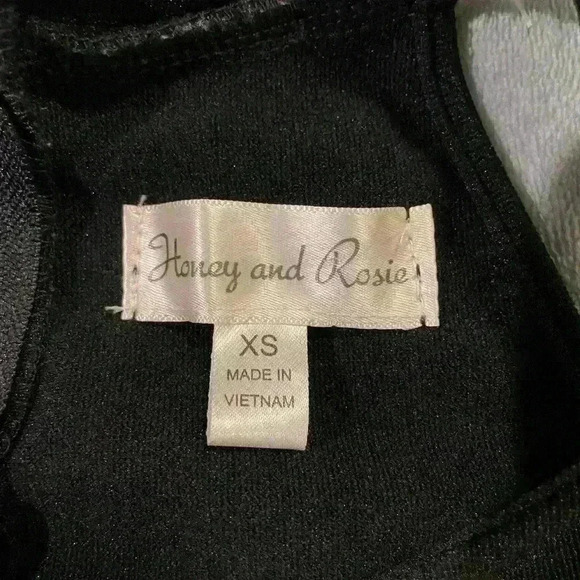 Honey and Rosie
XS
MADE IN
VIETNAM